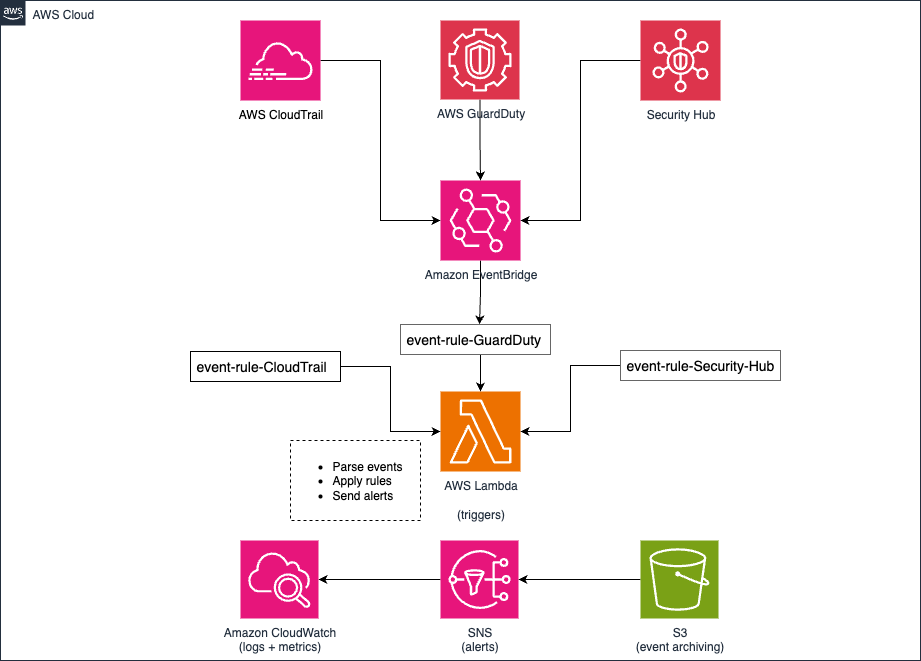 aws
AWS Cloud
AWS CloudTrail
AWS GuardDuty
Security Hub
Amazon EventBridge
event-rule-GuardDuty
event-rule-CloudTrail
event-rule-Security-Hub
• Parse events
• Apply rules
• Send alerts
AWS Lambda
(triggers)
Amazon CloudWatch
(logs + metrics)
SNS
(alerts)
S3
(event archiving)